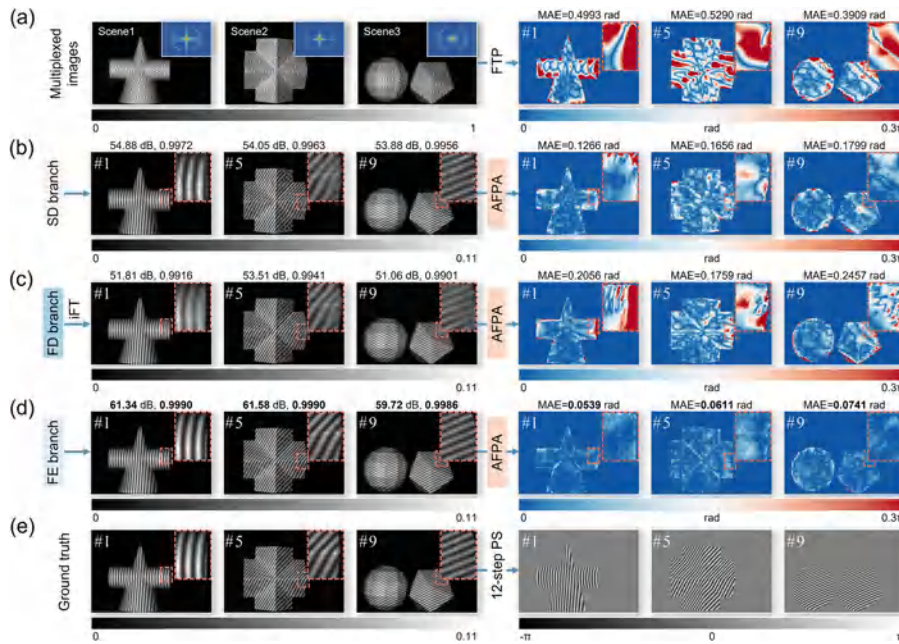 (a)
Multiplexed images
Scene1
Scene2
Scene3
FTP
MAE=0.4993 rad
MAE=0.5290 rad
MAE=0.3909 rad
#1
#5
#9
0
1
0
rad
0.3π
(b)
SD branch
54.88 dB, 0.9972
54.05 dB, 0.9963
53.88 dB, 0.9956
#1
#5
#9
AFPA
MAE=0.1266 rad
MAE=0.1656 rad
MAE=0.1799 rad
#1
#5
#9
0
0.11
0
rad
0.3π
(c)
FD branch
iFT
51.81 dB, 0.9916
53.51 dB, 0.9941
51.06 dB, 0.9901
#1
#5
#9
AFPA
MAE=0.2056 rad
MAE=0.1759 rad
MAE=0.2457 rad
#1
#5
#9
0
0.11
0
rad
0.3π
(d)
FE branch
61.34 dB, 0.9990
61.58 dB, 0.9990
59.72 dB, 0.9986
#1
#5
#9
AFPA
MAE=0.0539 rad
MAE=0.0611 rad
MAE=0.0741 rad
#1
#5
#9
0
0.11
0
rad
0.3π
(e)
Ground truth
#1
#5
#9
12-step PS
#1
#5
#9
0
0.11
-π
0
π